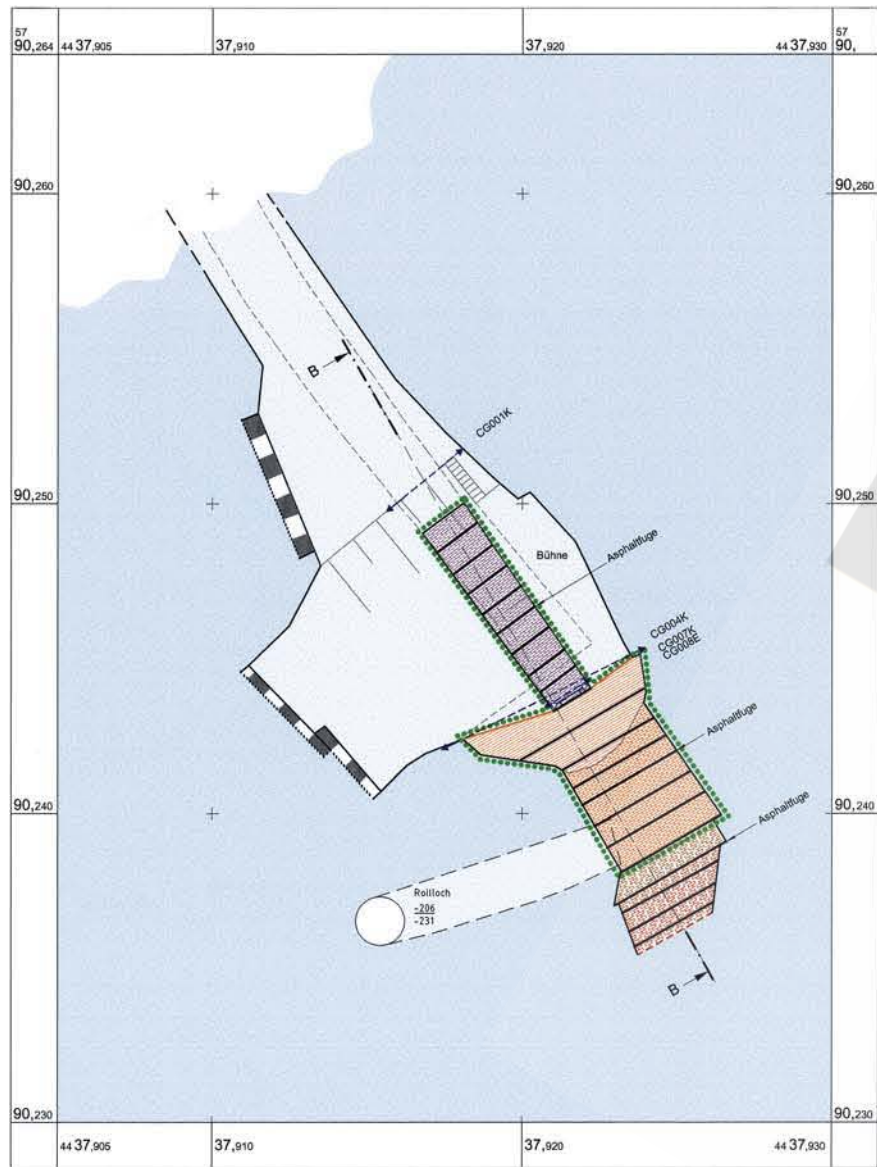 57
90,264
44 37,905
37,910
37,920
44 37,930
57
90,
90,260
90,260
B
CG001K
90,250
90,250
Bühne
Asphaltfuge
CG004K
CG007K
CG008E
Asphaltfuge
90,240
90,240
Asphaltfuge
Rollloch
-206
-231
B
90,230
90,230
44 37,905
37,910
37,920
44 37,930